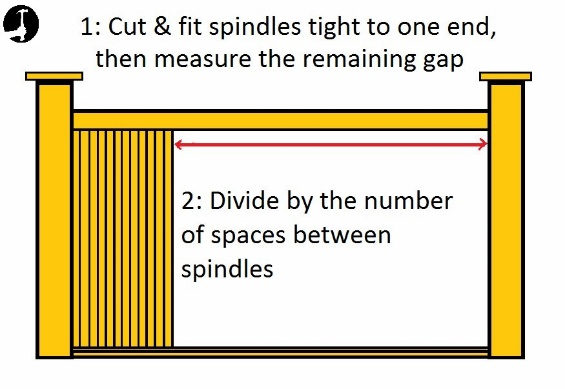 1: Cut & fit spindles tight to one end,
then measure the remaining gap
2: Divide by the number
of spaces between
spindles